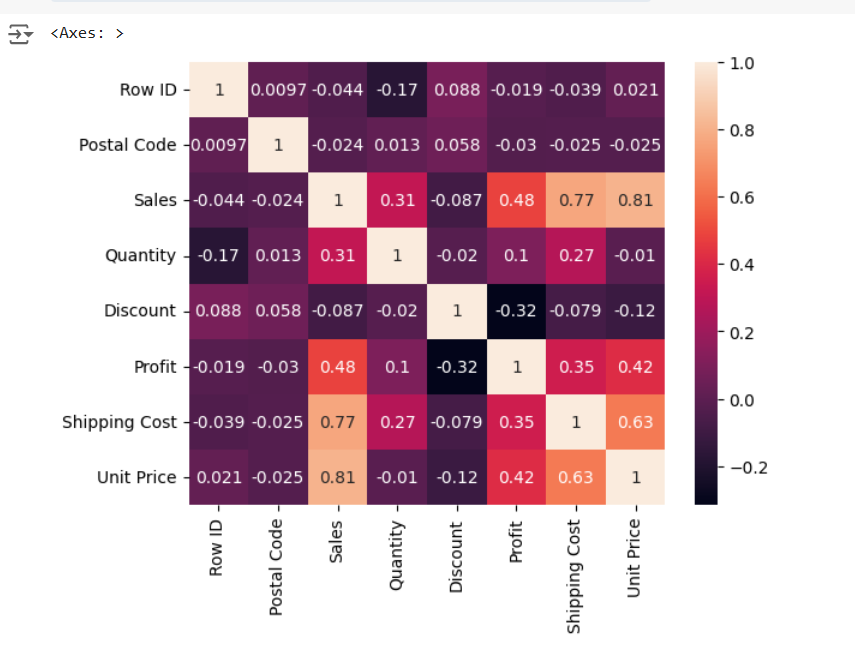 <Axes: >
Row ID 1 0.0097 -0.044 -0.17 0.088 -0.019 -0.039 0.021
Postal Code 0.0097 1 -0.024 0.013 0.058 -0.03 -0.025 -0.025
Sales -0.044 -0.024 1 0.31 -0.087 0.48 0.77 0.81
Quantity -0.17 0.013 0.31 1 -0.02 0.1 0.27 -0.01
Discount 0.088 0.058 -0.087 -0.02 1 -0.32 -0.079 -0.12
Profit -0.019 -0.03 0.48 0.1 -0.32 1 0.35 0.42
Shipping Cost -0.039 -0.025 0.77 0.27 -0.079 0.35 1 0.63
Unit Price 0.021 -0.025 0.81 -0.01 -0.12 0.42 0.63 1
Row ID
Postal Code
Sales
Quantity
Discount
Profit
Shipping Cost
Unit Price
1.0
0.8
0.6
0.4
0.2
0.0
−0.2